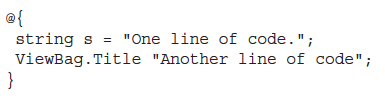 @{
 string s = "One line of code.";
 ViewBag.Title "Another line of code";
}